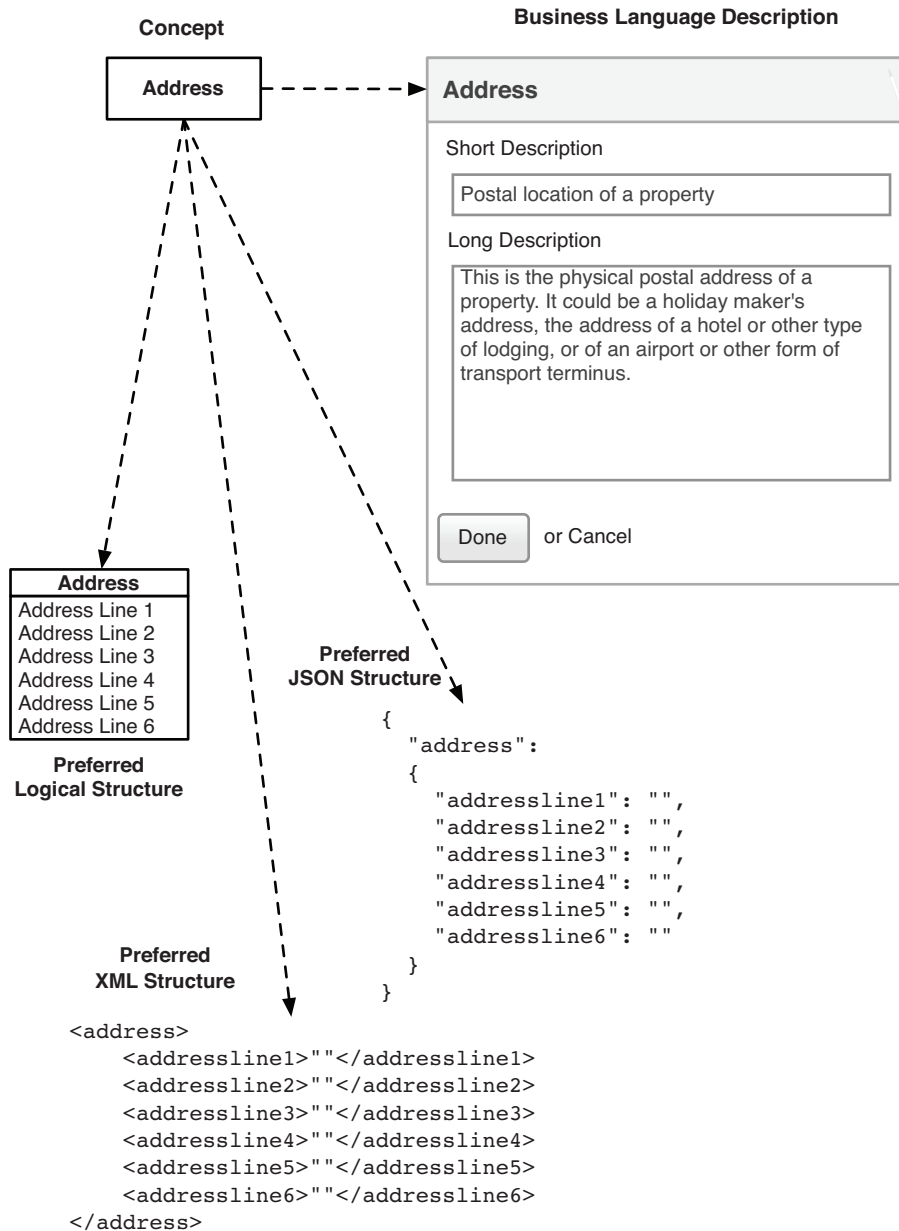 Concept
Business Language Description
Address
Address
Short Description
Postal location of a property
Long Description
This is the physical postal address of a
property. It could be a holiday maker's
address, the address of a hotel or other type
of lodging, or of an airport or other form of
transport terminus.
Done or Cancel
Address
Address Line 1
Address Line 2
Address Line 3
Address Line 4
Address Line 5
Address Line 6
Preferred
Logical Structure
Preferred
JSON Structure
{
  "address":
  {
    "addressline1": "",
    "addressline2": "",
    "addressline3": "",
    "addressline4": "",
    "addressline5": "",
    "addressline6": ""
  }
}
Preferred
XML Structure
<address>
    <addressline1>""</addressline1>
    <addressline2>""</addressline2>
    <addressline3>""</addressline3>
    <addressline4>""</addressline4>
    <addressline5>""</addressline5>
    <addressline6>""</addressline6>
</address>